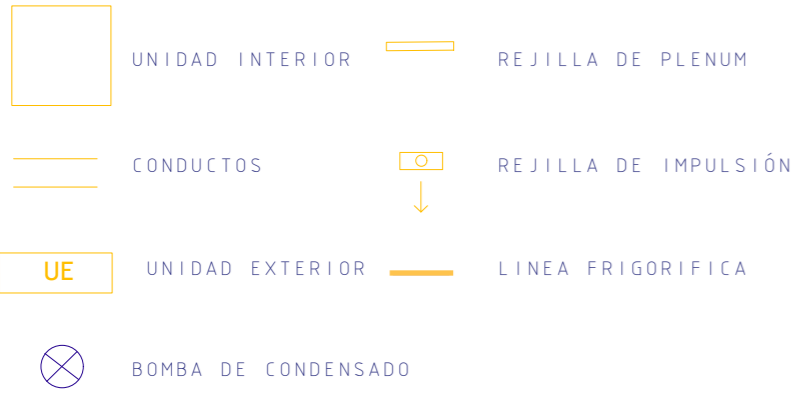 UNIDAD INTERIOR
REJILLA DE PLENUM
CONDUCTOS
REJILLA DE IMPULSIÓN
UE
UNIDAD EXTERIOR
LINEA FRIGORIFICA
BOMBA DE CONDENSADO